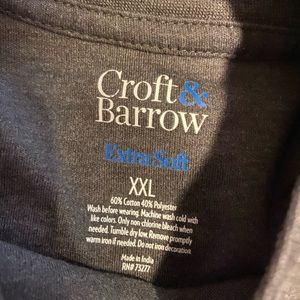 Croft&
Barrow
Extra Soft
XXL
60% Cotton 40% Polyester
Wash before wearing. Machine wash cold with
like colors. Only non chlorine bleach when
needed. Tumble dry low. Remove promptly
warm iron if needed. Do not iron decoration
Made in India
RN# 73277